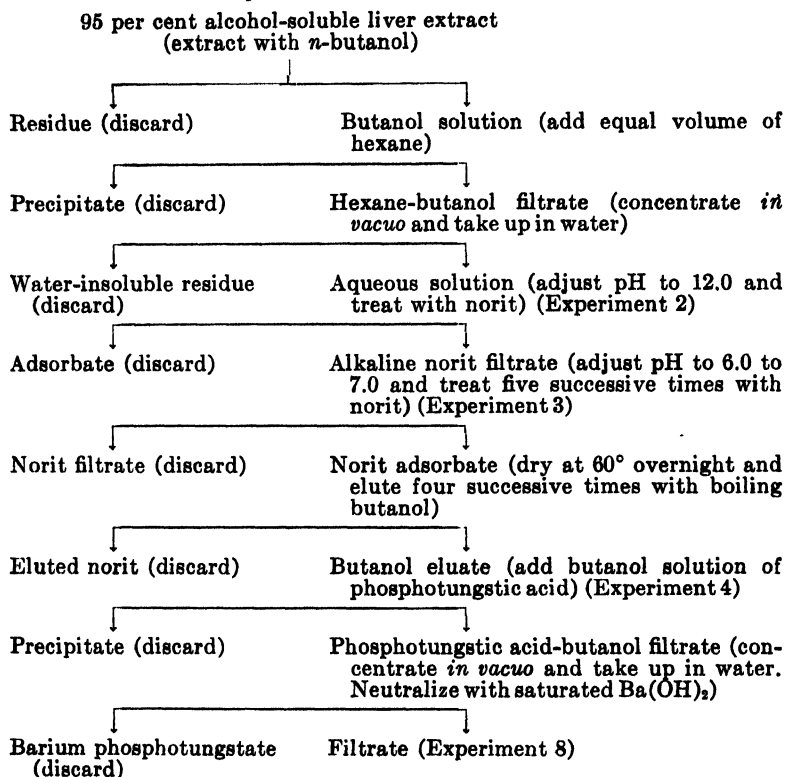 95 per cent alcohol-soluble liver extract
(extract with n-butanol)
Residue (discard)
Butanol solution (add equal volume of
hexane)
Precipitate (discard)
Hexane-butanol filtrate (concentrate in
vacuo and take up in water)
Water-insoluble residue
(discard)
Aqueous solution (adjust pH to 12.0 and
treat with norit) (Experiment 2)
Adsorbate (discard)
Alkaline norit filtrate (adjust pH to 6.0 to
7.0 and treat five successive times with
norit) (Experiment 3)
Norit filtrate (discard)
Norit adsorbate (dry at 60° overnight and
elute four successive times with boiling
butanol)
Eluted norit (discard)
Butanol eluate (add butanol solution of
phosphotungstic acid) (Experiment 4)
Precipitate (discard)
Phosphotungstic acid-butanol filtrate (con-
centrate in vacuo and take up in water.
Neutralize with saturated Ba(OH)₂)
Barium phosphotungstate
(discard)
Filtrate (Experiment 8)